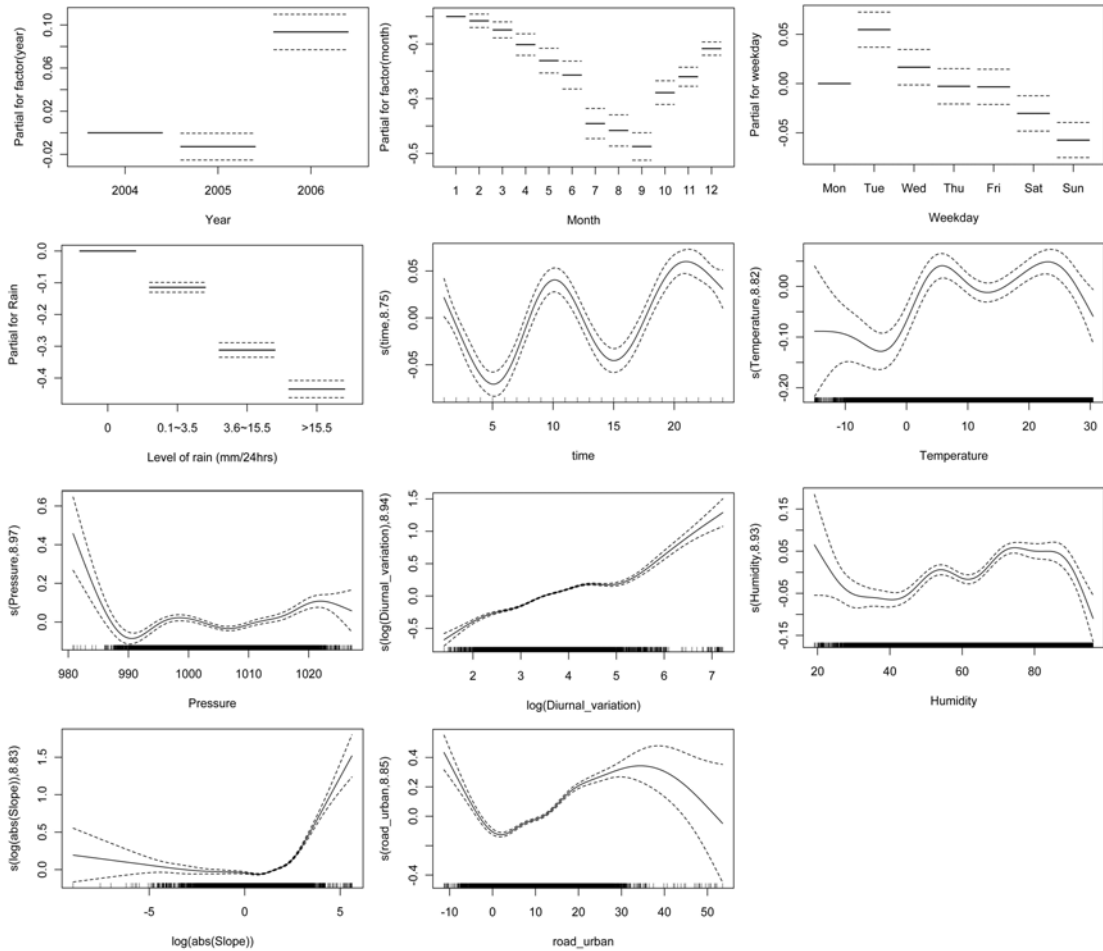 Partial for factor(year)
0.10
0.06
0.02
-0.02
2004 2005 2006
Year
Partial for factor(month)
-0.1
-0.3
-0.5
1 2 3 4 5 6 7 8 9 10 11 12
Month
Partial for weekday
0.05
0.00
-0.05
Mon Tue Wed Thu Fri Sat Sun
Weekday
Partial for Rain
0.0
-0.1
-0.2
-0.3
-0.4
0 0.1~3.5 3.6~15.5 >15.5
Level of rain (mm/24hrs)
s(time,8.75)
0.05
0.00
-0.05
5 10 15 20
time
s(Temperature,8.82)
0.00
-0.10
-0.20
-10 0 10 20 30
Temperature
s(Pressure,8.97)
0.6
0.4
0.2
0.0
980 990 1000 1010 1020
Pressure
s(log(Diurnal_variation),8.94)
1.5
1.0
0.5
0.0
-0.5
2 3 4 5 6 7
log(Diurnal_variation)
s(Humidity,8.93)
0.15
0.05
-0.05
-0.15
20 40 60 80
Humidity
s(log(abs(Slope)),8.83)
1.5
1.0
0.5
0.0
-5 0 5
log(abs(Slope))
s(road_urban,8.85)
0.4
0.2
0.0
-0.4
-10 0 10 20 30 40 50
road_urban